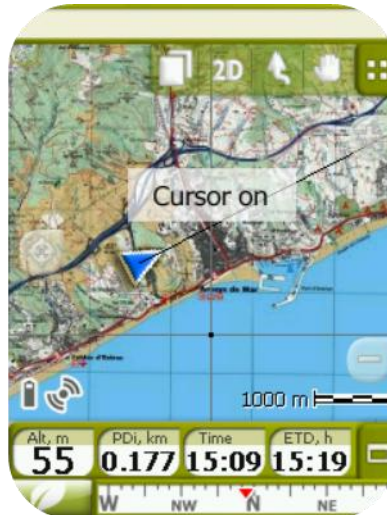 2D
Cursor on
1000 m
Alt, m
55
PDi, km
0.177
Time
15:09
ETD, h
15:19
W
NW
N
NE